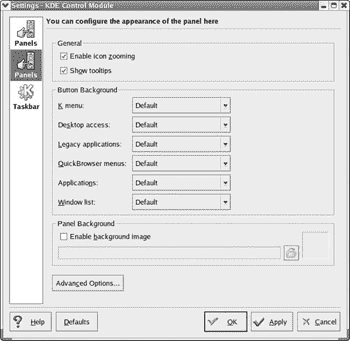 Settings - KDE Control Module
Panels
Panels
Taskbar
You can configure the appearance of the panel here
General
Enable icon zooming
Show tooltips
Button Background
K menu: Default
Desktop access: Default
Legacy applications: Default
QuickBrowser menus: Default
Applications: Default
Window list: Default
Panel Background
Enable background image
Advanced Options...
Help Defaults OK Apply Cancel